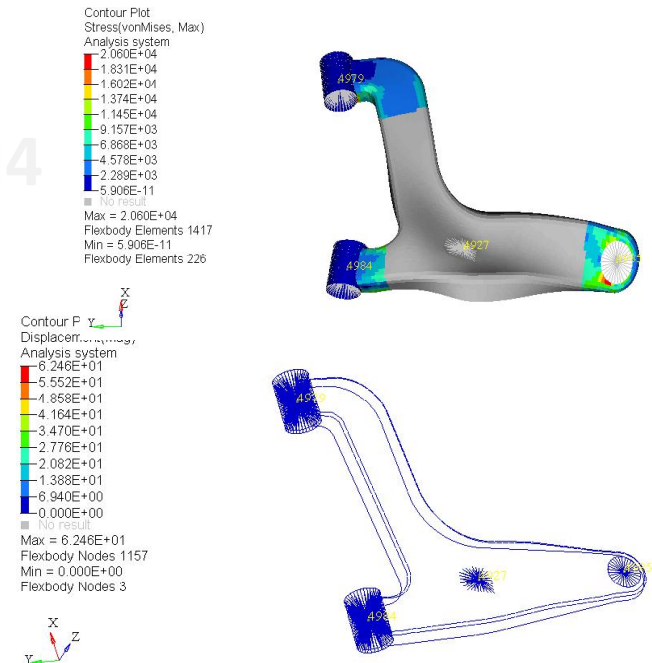 Contour Plot
Stress(vonMises, Max)
Analysis system
2.060E+04
1.831E+04
1.602E+04
1.374E+04
1.145E+04
9.157E+03
6.868E+03
4.578E+03
2.289E+03
5.906E-11
No result
Max = 2.060E+04
Flexbody Elements 1417
Min = 5.906E-11
Flexbody Elements 226
4
4979
4984
4927
X
Z
Y
Contour P
Analysis system
6.246E+01
5.552E+01
4.858E+01
4.164E+01
3.470E+01
2.776E+01
2.082E+01
1.388E+01
6.940E+00
0.000E+00
No result
Max = 6.246E+01
Flexbody Nodes 1157
Min = 0.000E+00
Flexbody Nodes 3
4979
4927
4984
X
Z
Y